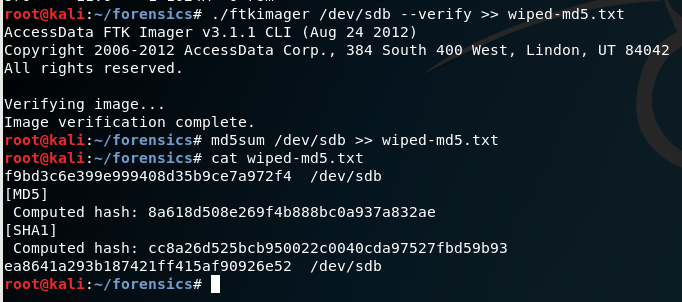 root@kali:~/forensics# ./ftkimager /dev/sdb --verify >> wiped-md5.txt
AccessData FTK Imager v3.1.1 CLI (Aug 24 2012)
Copyright 2006-2012 AccessData Corp., 384 South 400 West, Lindon, UT 84042
All rights reserved.
Verifying image...
Image verification complete.
root@kali:~/forensics# md5sum /dev/sdb >> wiped-md5.txt
root@kali:~/forensics# cat wiped-md5.txt
f9bd3c6e399e999408d35b9ce7a972f4  /dev/sdb
[MD5]
 Computed hash: 8a618d508e269f4b888bc0a937a832ae
[SHA1]
 Computed hash: cc8a26d525bcb950022c0040cda97527fbd59b93
ea8641a293b187421ff415af90926e52  /dev/sdb
root@kali:~/forensics#